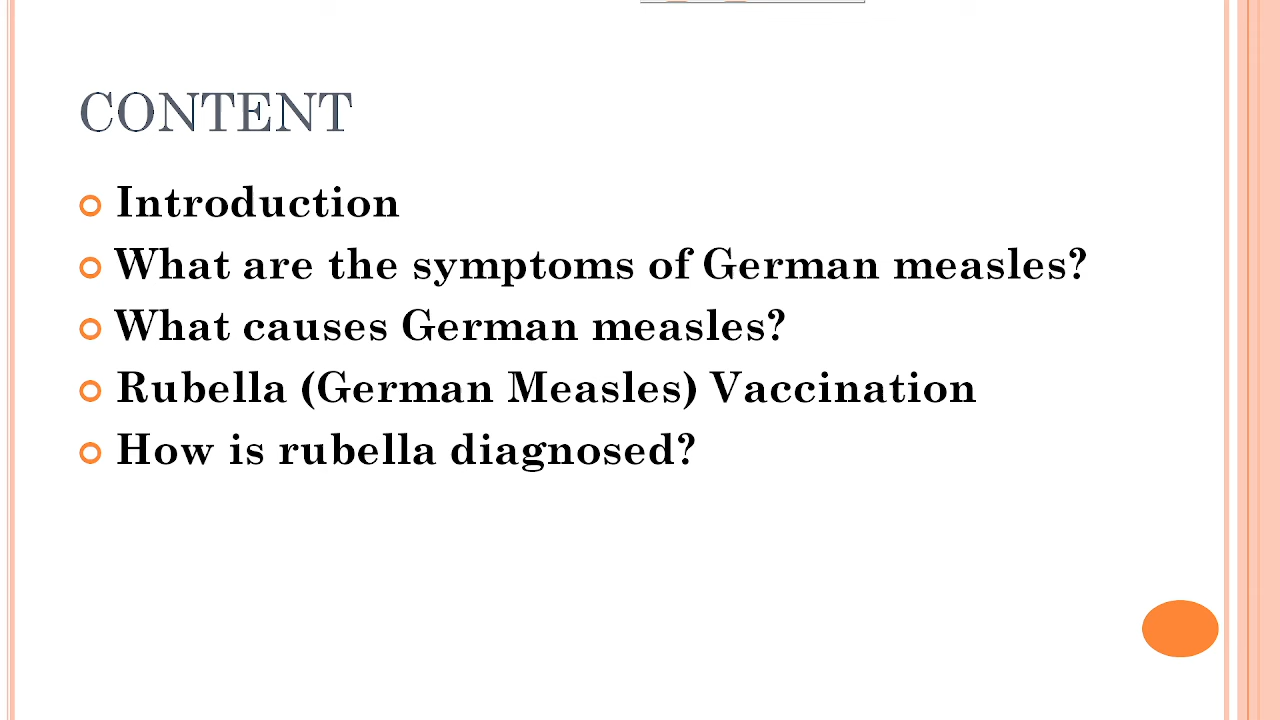 CONTENT
Introduction
What are the symptoms of German measles?
What causes German measles?
Rubella (German Measles) Vaccination
How is rubella diagnosed?